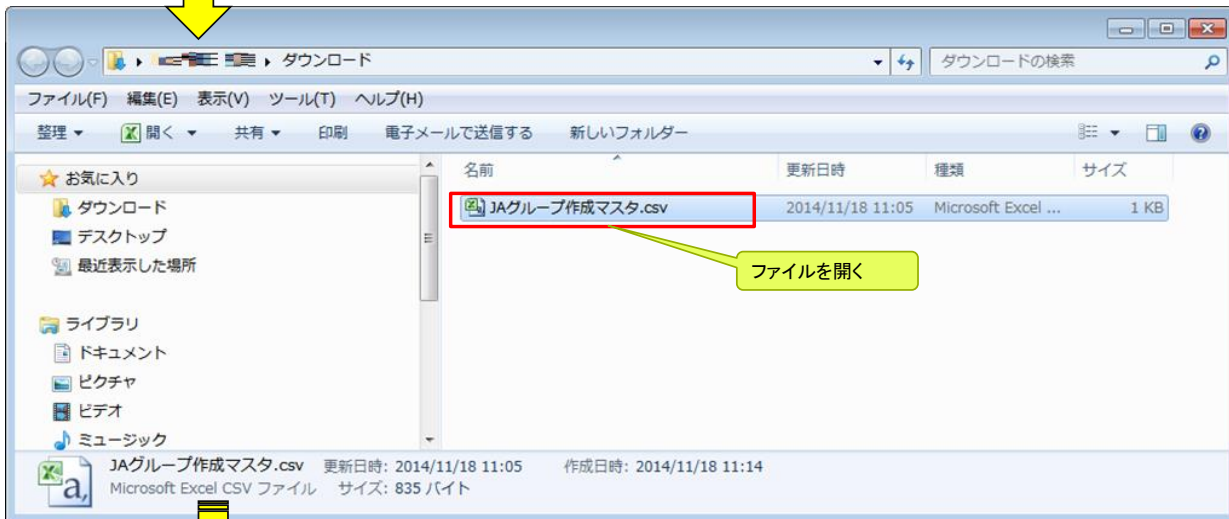 ダウンロード ダウンロードの検索
ファイル(F) 編集(E) 表示(V) ツール(T) ヘルプ(H)
整理 開く 共有 印刷 電子メールで送信する 新しいフォルダー
お気に入り 名前 更新日時 種類 サイズ
ダウンロード JAグループ作成マスタ.csv 2014/11/18 11:05 Microsoft Excel ... 1 KB
デスクトップ
最近表示した場所 ファイルを開く
ライブラリ
ドキュメント
ピクチャ
ビデオ
ミュージック
JAグループ作成マスタ.csv 更新日時: 2014/11/18 11:05 作成日時: 2014/11/18 11:14
a, Microsoft Excel CSV ファイル サイズ: 835 バイト